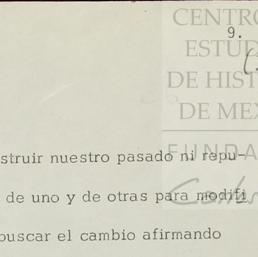 CENTRO
9.
ESTUD
DE HIST
DE MEX
FUNDA
struir nuestro pasado ni repu-
de uno y de otras para modifi
buscar el cambio afirmando